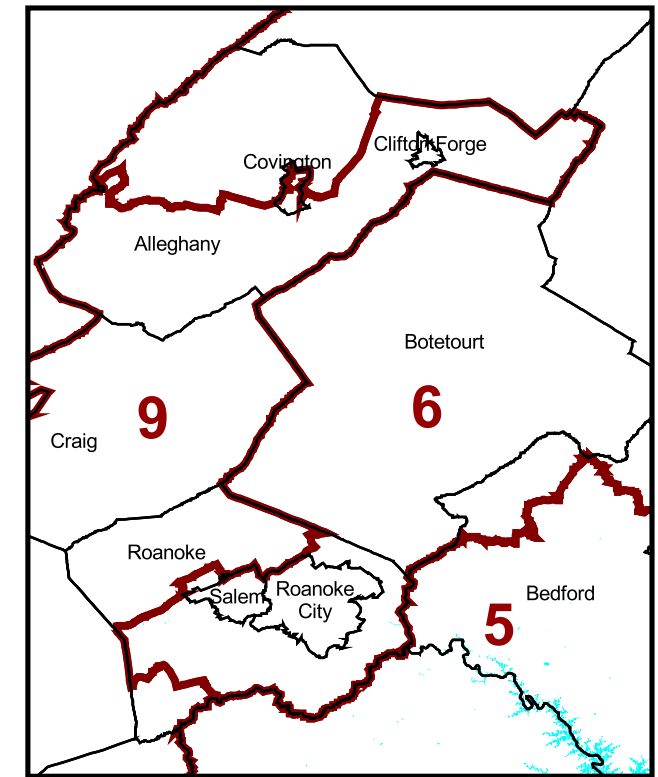 Covington
Clifton Forge
Alleghany
Botetourt
9
6
Craig
Roanoke
Salem
Roanoke
City
Bedford
5